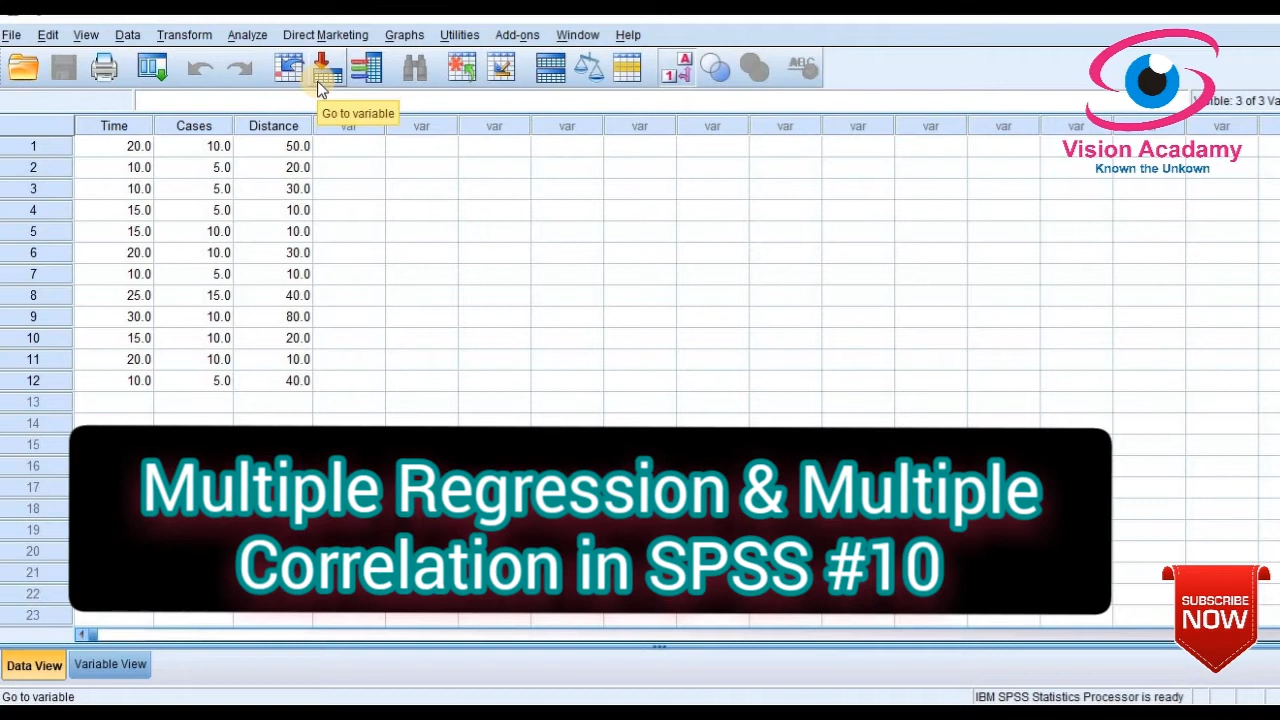 File Edit View Data Transform Analyze Direct Marketing Graphs Utilities Add-ons Window Help
A
1
Go to variable
3 of 3 Va
Vision Acadamy
Known the Unkown
Time Cases Distance var var var var var var var var var var var var
1 20.0 10.0 50.0
2 10.0 5.0 20.0
3 10.0 5.0 30.0
4 15.0 5.0 10.0
5 15.0 10.0 10.0
6 20.0 10.0 30.0
7 10.0 5.0 10.0
8 25.0 15.0 40.0
9 30.0 10.0 80.0
10 15.0 10.0 20.0
11 20.0 10.0 10.0
12 10.0 5.0 40.0
13
14
15
16
17
18
19
20
21
22
23
Multiple Regression & Multiple
Correlation in SPSS #10
SUBSCRIBE
NOW
Data View Variable View
Go to variable IBM SPSS Statistics Processor is ready